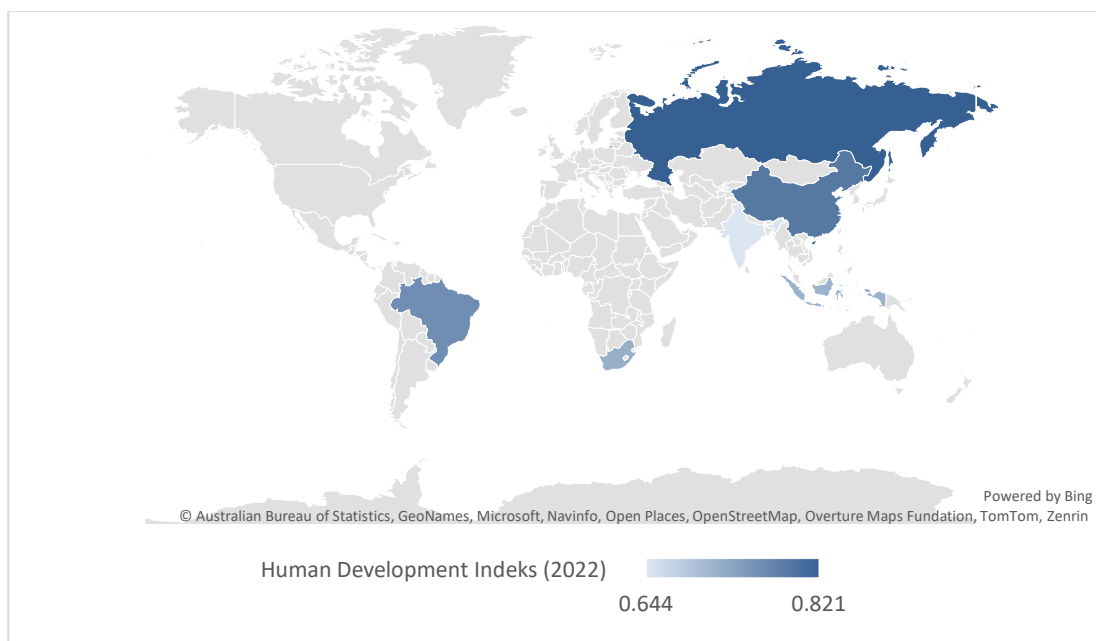 Powered by Bing
© Australian Bureau of Statistics, GeoNames, Microsoft, Navinfo, Open Places, OpenStreetMap, Overture Maps Fundation, TomTom, Zenrin
Human Development Indeks (2022)
0.644 0.821